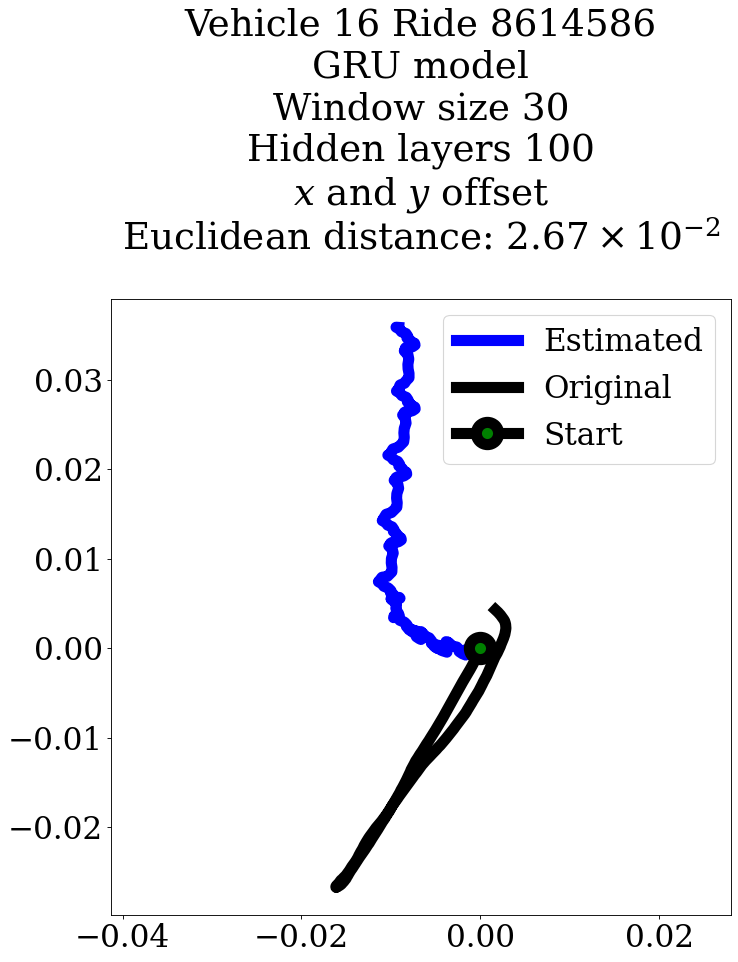 Vehicle 16 Ride 8614586
GRU model
Window size 30
Hidden layers 100
x and y offset
Euclidean distance: 2.67 × 10⁻²
Estimated
Original
Start
0.03
0.02
0.01
0.00
−0.01
−0.02
−0.04 −0.02 0.00 0.02